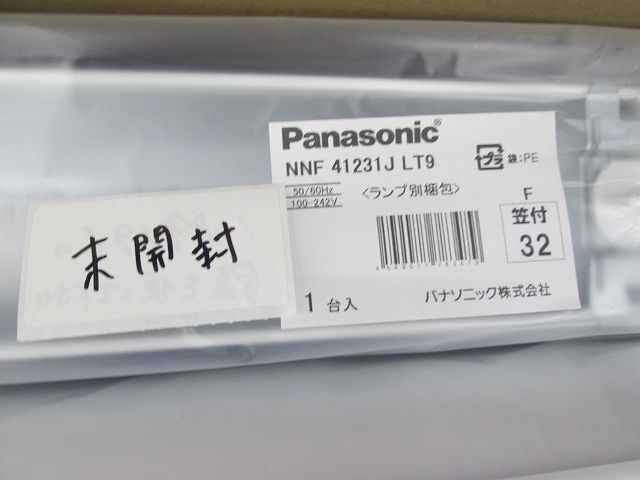 Panasonic®
NNF 41231J LT9
プラ 袋:PE
50/60Hz
100-242V
<ランプ別梱包>
F
笠付
32
未開封
1 台入
パナソニック株式会社